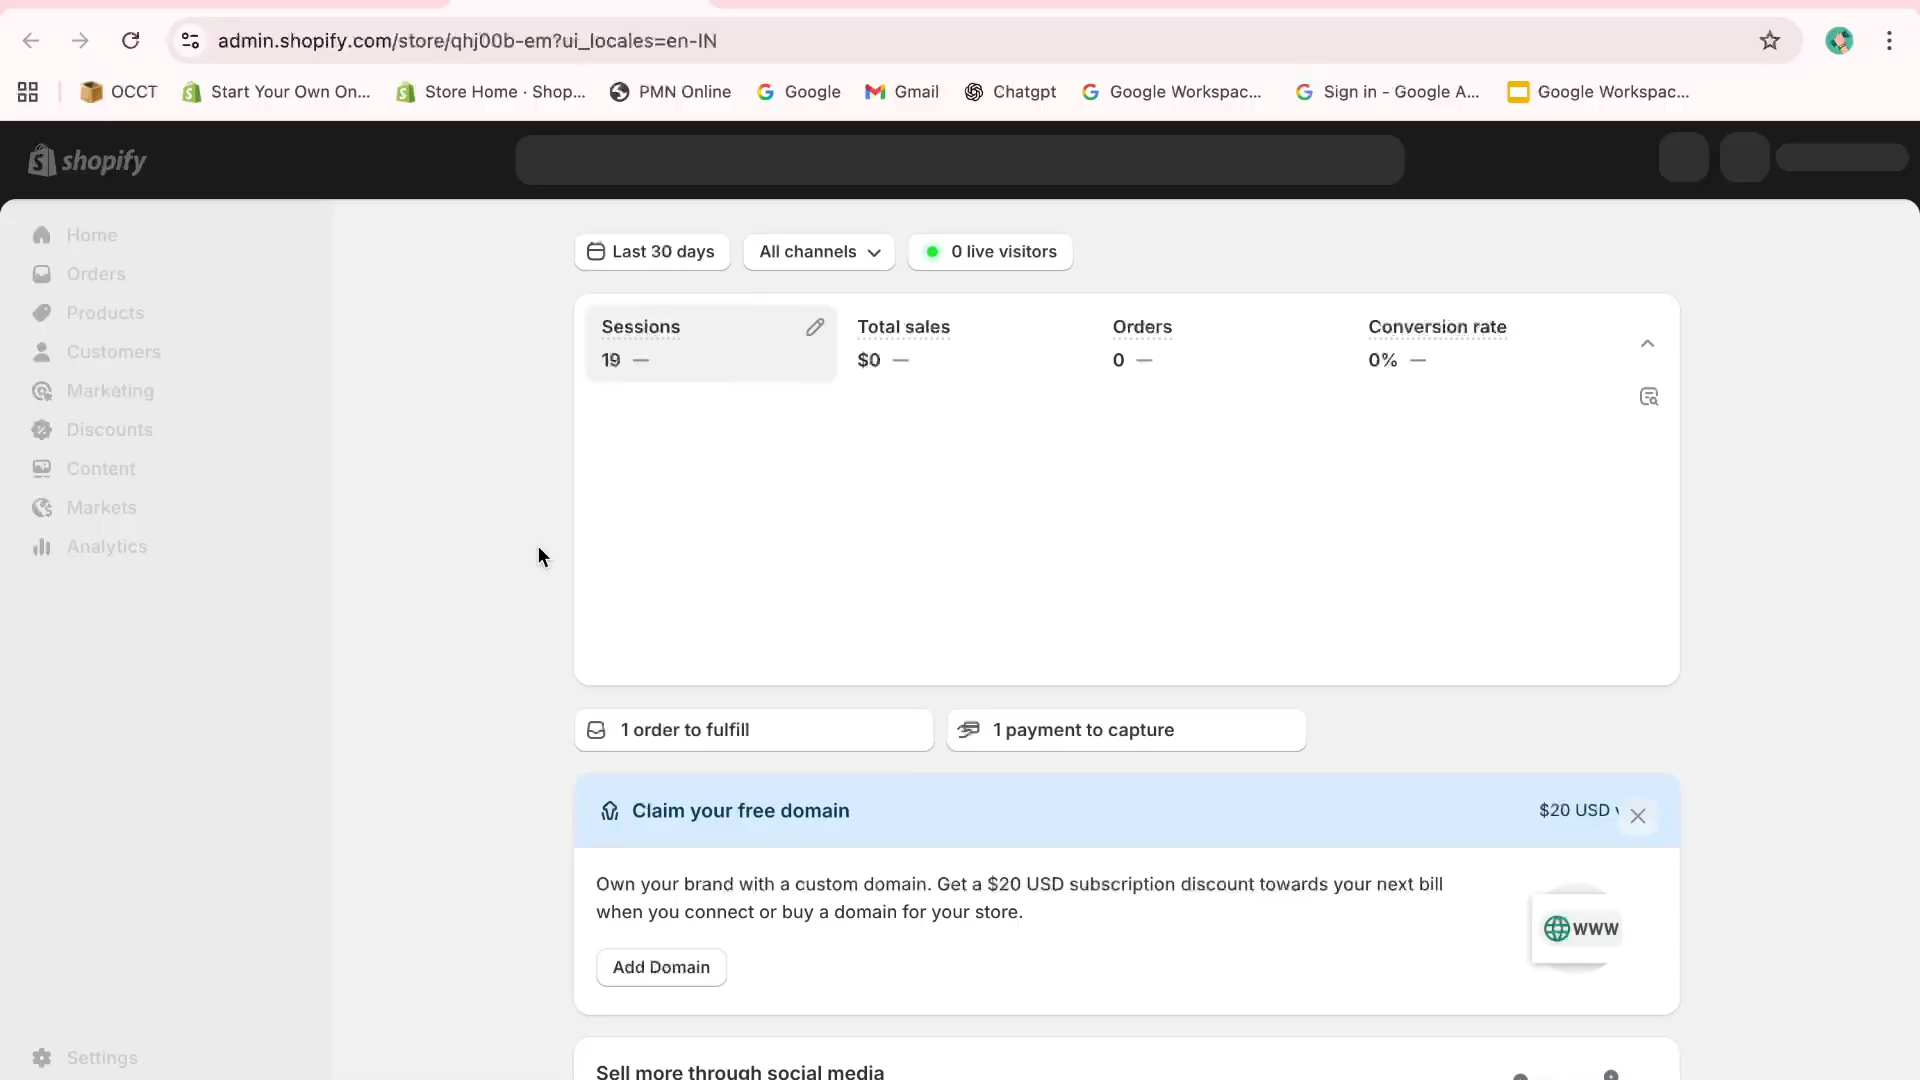 admin.shopify.com/store/qhj00b-em?ui_locales=en-IN
OCCT
Start Your Own On...
Store Home · Shop...
PMN Online
Google
Gmail
Chatgpt
Google Workspac...
Sign in - Google A...
Google Workspac...
shopify
Home
Orders
Products
Customers
Marketing
Discounts
Content
Markets
Analytics
Settings
Last 30 days
All channels
0 live visitors
Sessions
19 —
Total sales
$0 —
Orders
0 —
Conversion rate
0% —
1 order to fulfill
1 payment to capture
Claim your free domain
$20 USD
Own your brand with a custom domain. Get a $20 USD subscription discount towards your next bill
when you connect or buy a domain for your store.
WWW
Add Domain
Sell more through social media